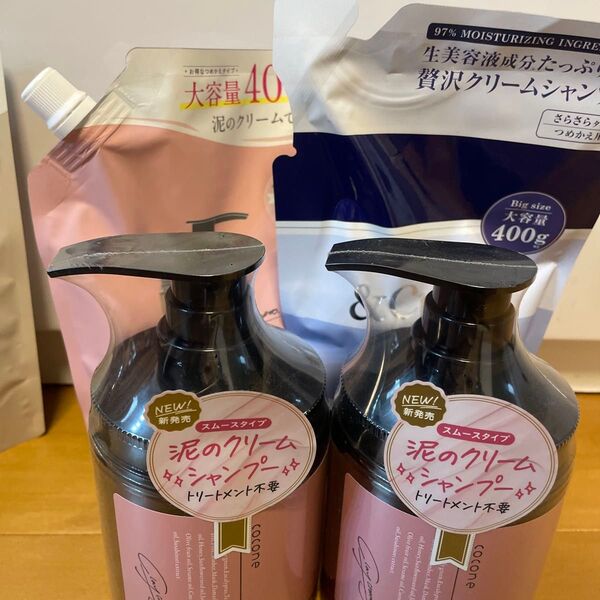 ・お得なつめかえタイプ・
大容量 40
泥のクリームで
97% MOISTURIZING INGRE
生美容液成分たっぷり
贅沢クリームシャンプ
さらさらタ
つめかえ用
Big size
大容量
400g
NEW!
新発売
スムースタイプ
泥のクリーム
シャンプー
トリートメント不要
cocone
NEW!
新発売
スムースタイプ
泥のクリーム
シャンプー
トリートメント不要
cocone